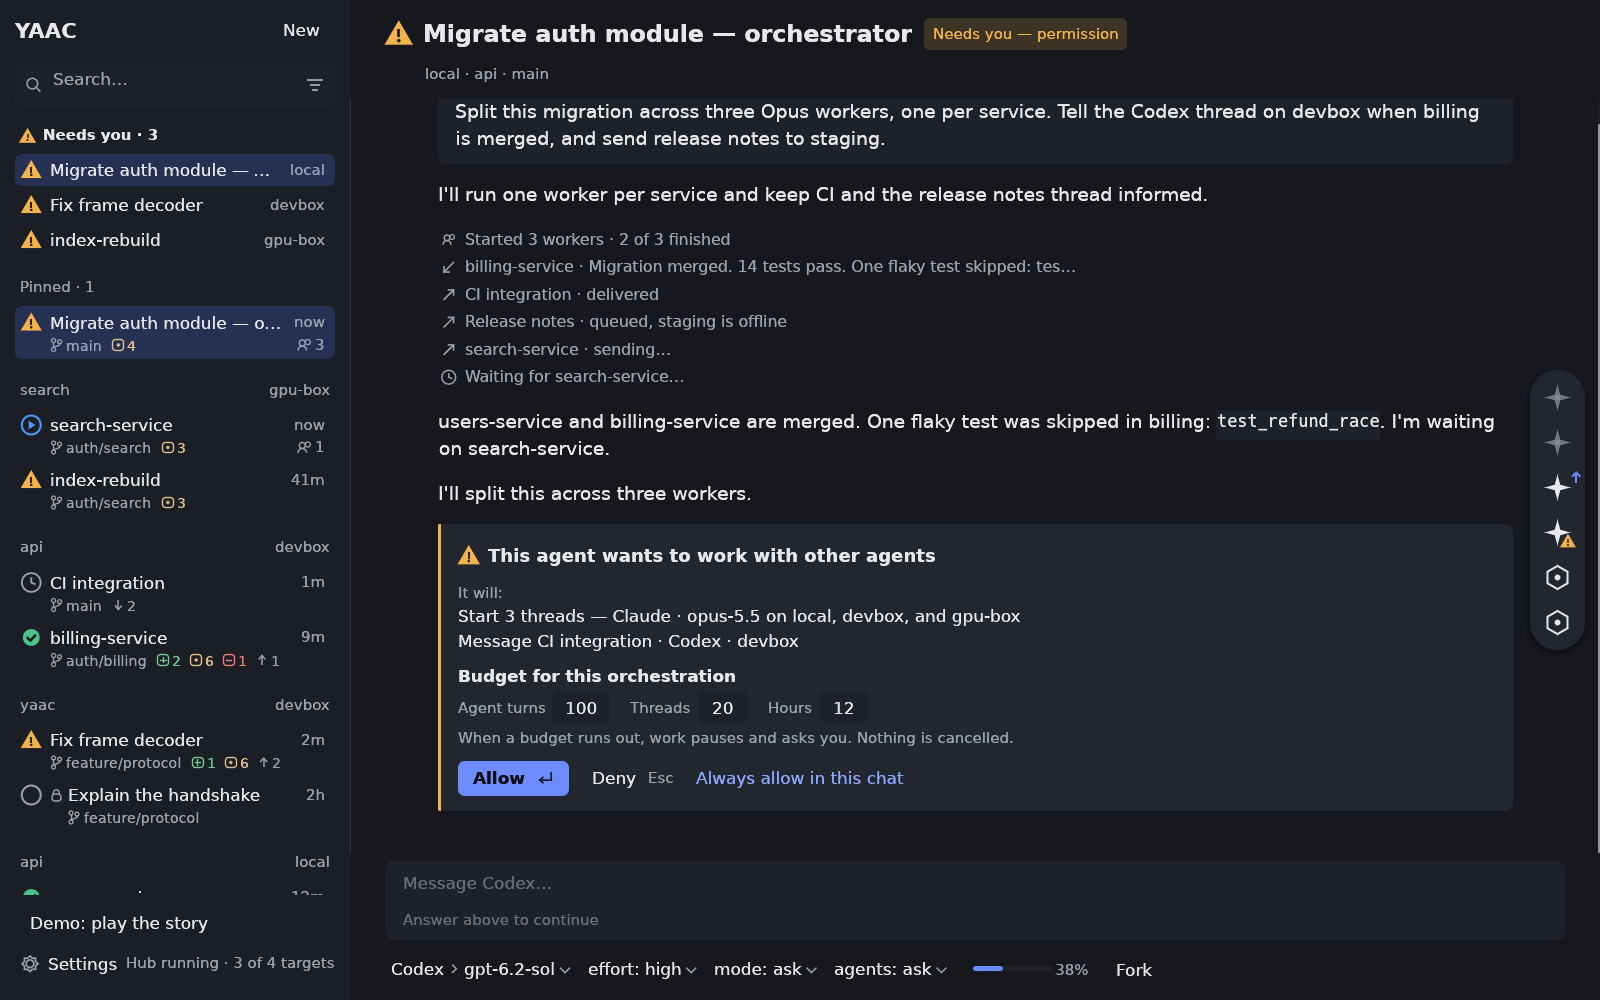 YAAC
New
Search...
Needs you · 3
Migrate auth module — ... local
Fix frame decoder devbox
index-rebuild gpu-box
Pinned · 1
Migrate auth module — o... now
main 4 3
search gpu-box
search-service now
auth/search 3 1
index-rebuild 41m
auth/search 3
api devbox
CI integration 1m
main 2
billing-service 9m
auth/billing 2 6 1 1
yaac devbox
Fix frame decoder 2m
feature/protocol 1 6 2
Explain the handshake 2h
feature/protocol
api local
Demo: play the story
Settings Hub running · 3 of 4 targets
Migrate auth module — orchestrator Needs you — permission
local · api · main
Split this migration across three Opus workers, one per service. Tell the Codex thread on devbox when billing
is merged, and send release notes to staging.
I'll run one worker per service and keep CI and the release notes thread informed.
Started 3 workers · 2 of 3 finished
billing-service · Migration merged. 14 tests pass. One flaky test skipped: tes...
CI integration · delivered
Release notes · queued, staging is offline
search-service · sending...
Waiting for search-service...
users-service and billing-service are merged. One flaky test was skipped in billing: test_refund_race. I'm waiting
on search-service.
I'll split this across three workers.
This agent wants to work with other agents
It will:
Start 3 threads — Claude · opus-5.5 on local, devbox, and gpu-box
Message CI integration · Codex · devbox
Budget for this orchestration
Agent turns 100 Threads 20 Hours 12
When a budget runs out, work pauses and asks you. Nothing is cancelled.
Allow Deny Esc Always allow in this chat
Message Codex...
Answer above to continue
Codex gpt-6.2-sol effort: high mode: ask agents: ask 38% Fork